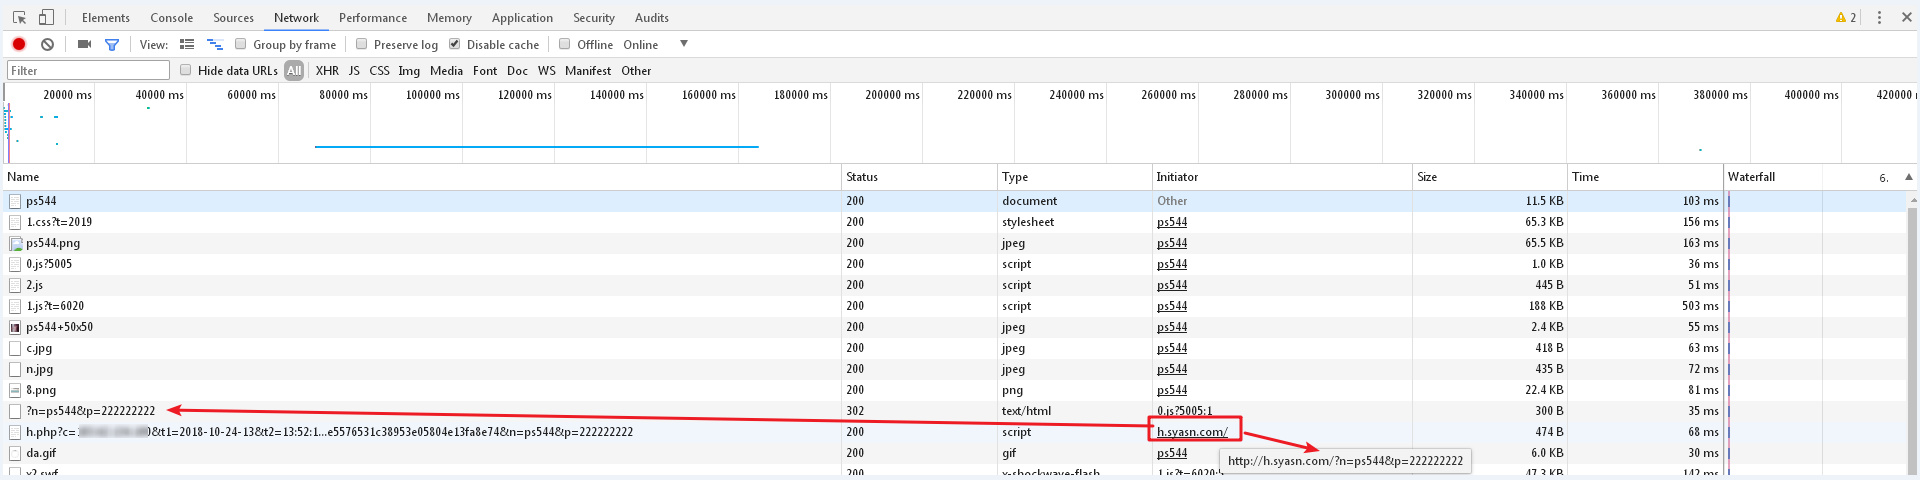 Elements Console Sources Network Performance Memory Application Security Audits 2
View: Group by frame Preserve log Disable cache Offline Online
Filter Hide data URLs All XHR JS CSS Img Media Font Doc WS Manifest Other
20000 ms 40000 ms 60000 ms 80000 ms 100000 ms 120000 ms 140000 ms 160000 ms 180000 ms 200000 ms 220000 ms 240000 ms 260000 ms 280000 ms 300000 ms 320000 ms 340000 ms 360000 ms 380000 ms 400000 ms 420000
Name Status Type Initiator Size Time Waterfall 6.
ps544 200 document Other 11.5 KB 103 ms
1.css?t=2019 200 stylesheet ps544 65.3 KB 156 ms
ps544.png 200 jpeg ps544 65.5 KB 163 ms
0.js?5005 200 script ps544 1.0 KB 36 ms
2.js 200 script ps544 445 B 51 ms
1.js?t=6020 200 script ps544 188 KB 503 ms
ps544+50x50 200 jpeg ps544 2.4 KB 55 ms
c.jpg 200 jpeg ps544 418 B 63 ms
n.jpg 200 jpeg ps544 435 B 72 ms
8.png 200 png ps544 22.4 KB 81 ms
?n=ps544&p=222222222 302 text/html 0.js?5005:1 300 B 35 ms
h.php?c= 0&t1=2018-10-24-13&t2=13:52:1...e5576531c38953e05804e13fa8e74&n=ps544&p=222222222 200 script h.syasn.com/ 474 B 68 ms
da.gif 200 gif ps544 6.0 KB 30 ms
http://h.syasn.com/?n=ps544&p=222222222
x2.swf 200 x-shockwave-flash 1.js?t=6020:5 47.3 KB 142 ms